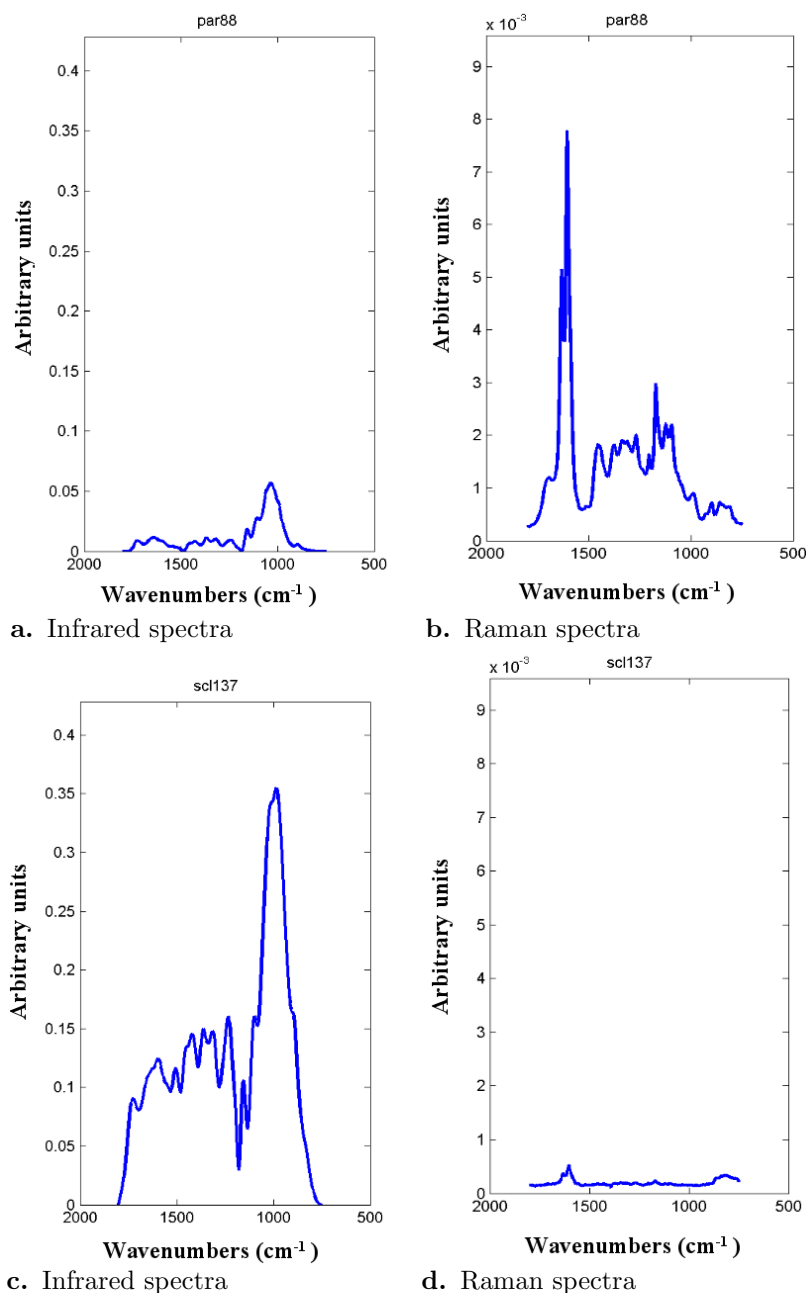 par88
0.4
0.35
0.3
0.25
0.2
0.15
0.1
0.05
0
2000 1500 1000 500
Arbitrary units
Wavenumbers (cm-1 )
a. Infrared spectra
x 10-3
par88
9
8
7
6
5
4
3
2
1
0
2000 1500 1000 500
Arbitrary units
Wavenumbers (cm-1 )
b. Raman spectra
scl137
0.4
0.35
0.3
0.25
0.2
0.15
0.1
0.05
0
2000 1500 1000 500
Arbitrary units
Wavenumbers (cm-1 )
c. Infrared spectra
x 10-3
scl137
9
8
7
6
5
4
3
2
1
0
2000 1500 1000 500
Arbitrary units
Wavenumbers (cm-1 )
d. Raman spectra